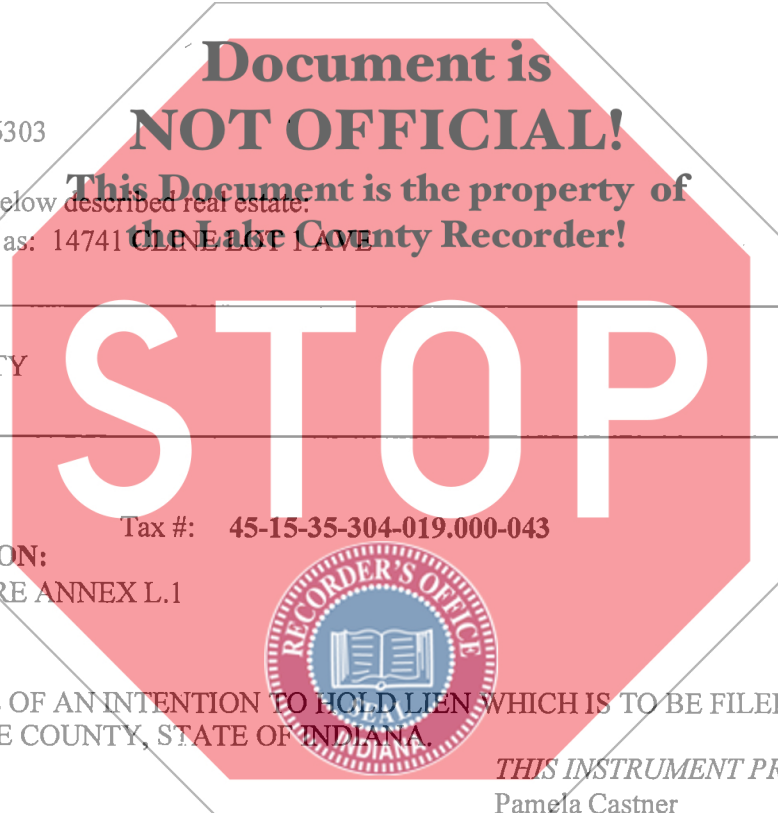 Document is
NOT OFFICIAL!
5303
This Document is the property of
elow described real estate:
the Lake County Recorder!
as: 14741 CLINE LOT 1 AVE
STOP
TY
Tax #: 45-15-35-304-019.000-043
ON:
RE ANNEX L.1
RECORDER'S OFFICE
SEAL
INDIANA
OF AN INTENTION TO HOLD LIEN WHICH IS TO BE FILED
E COUNTY, STATE OF INDIANA.
THIS INSTRUMENT PR
Pamela Castner